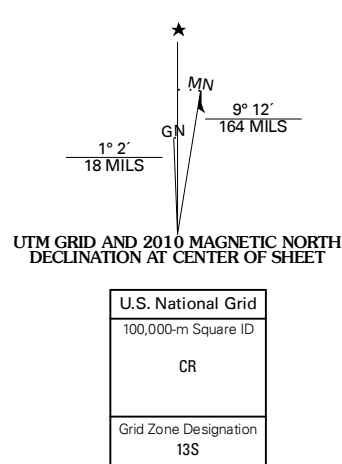 ★
MN
GN
9° 12´
164 MILS
1° 2´
18 MILS
UTM GRID AND 2010 MAGNETIC NORTH
DECLINATION AT CENTER OF SHEET
U.S. National Grid
100,000-m Square ID
CR
Grid Zone Designation
13S